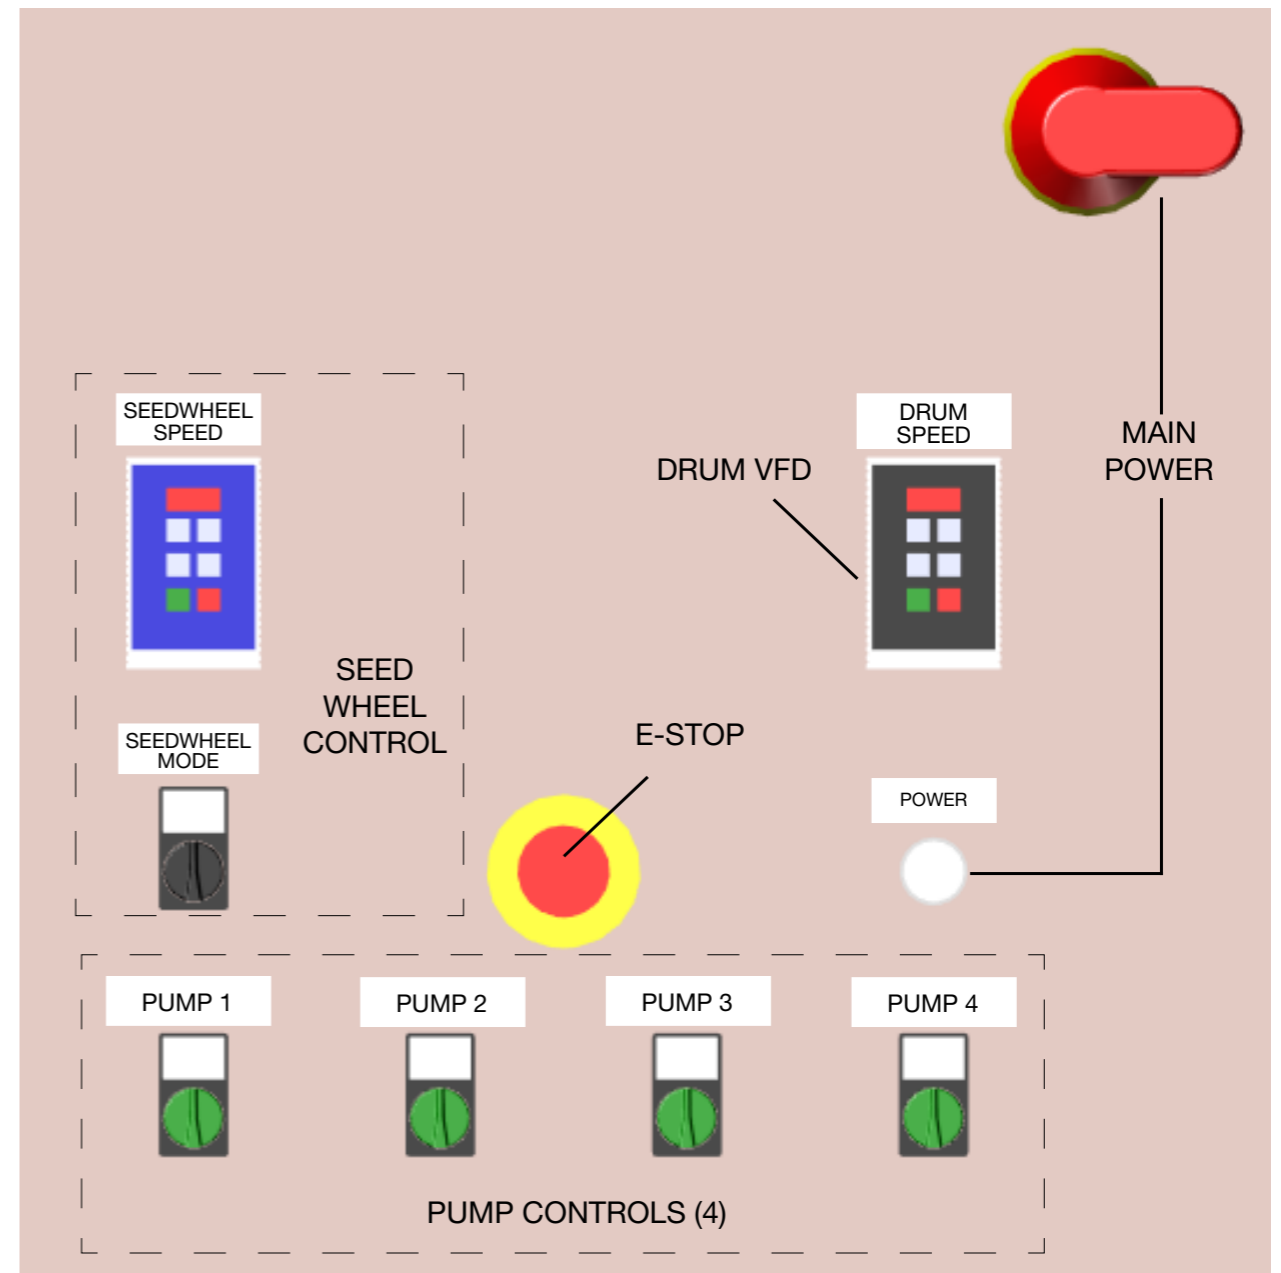 SEEDWHEEL
SPEED
DRUM
SPEED
MAIN
POWER
DRUM VFD
SEED
WHEEL
CONTROL
SEEDWHEEL
MODE
E-STOP
POWER
PUMP 1
PUMP 2
PUMP 3
PUMP 4
PUMP CONTROLS (4)